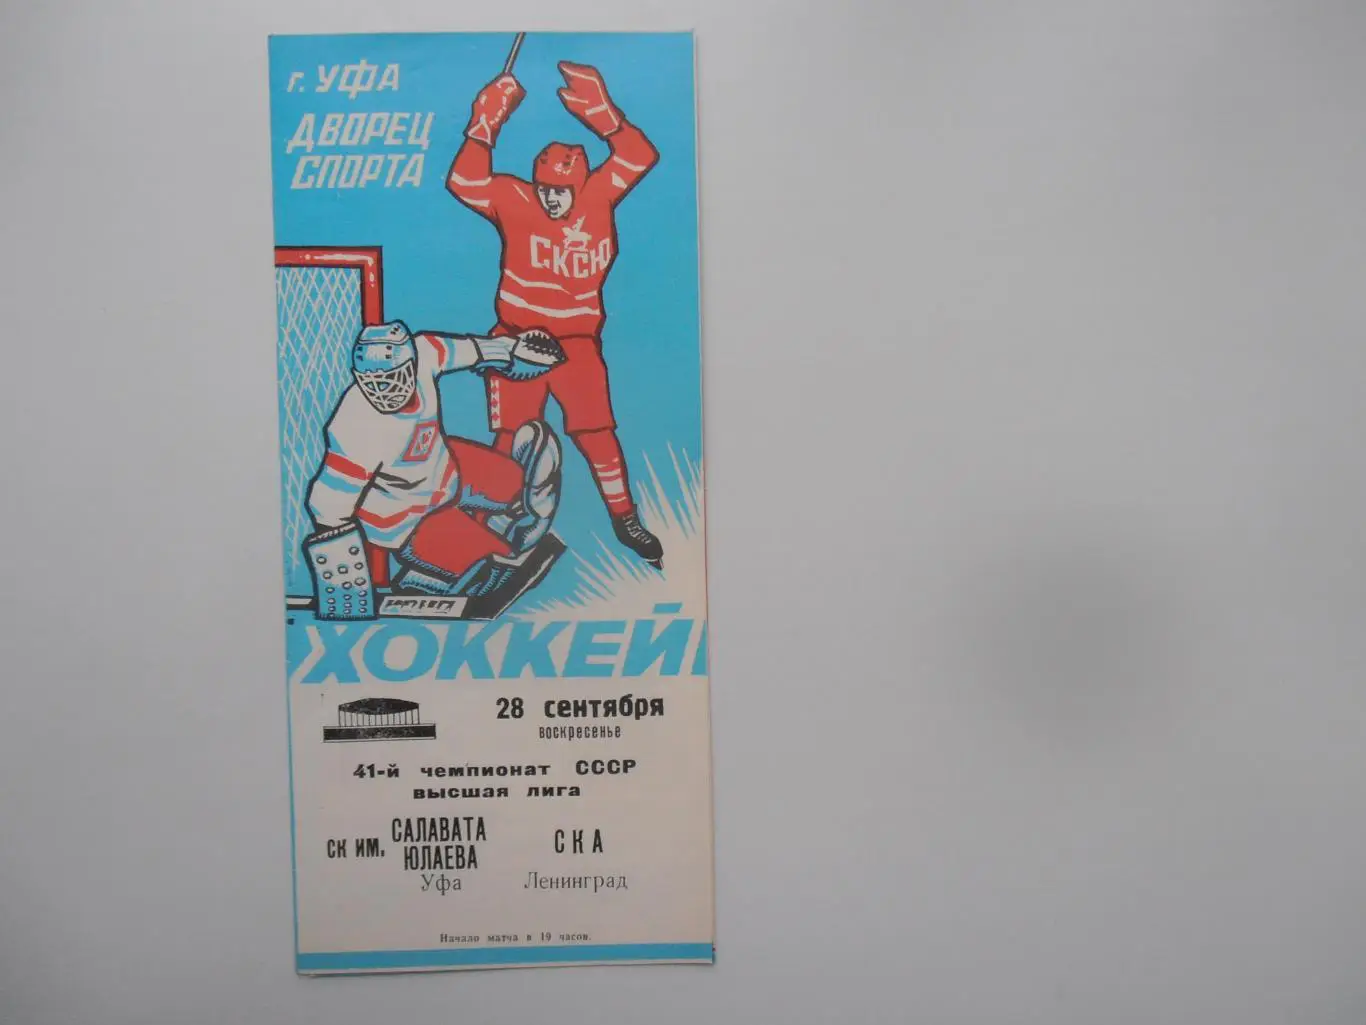 г. УФА
ДВОРЕЦ
СПОРТА
СКСЮ
ХОККЕЙ
28 сентября
воскресенье
41-й чемпионат СССР
высшая лига
СК ИМ. САЛАВАТА
ЮЛАЕВА
Уфа
СКА
Ленинград
Начало матча в 19 часов.